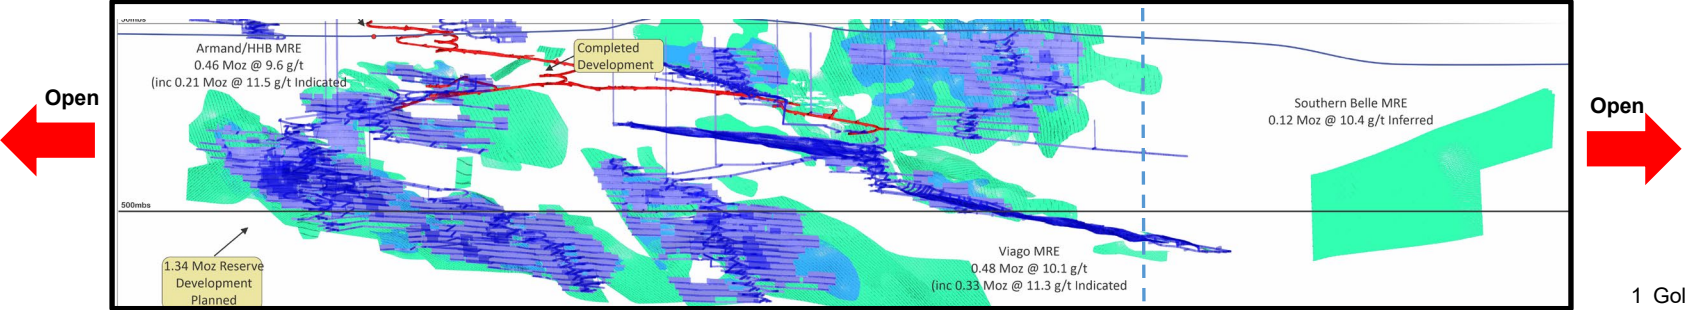 50mbs
Armand/HHB MRE
0.46 Moz @ 9.6 g/t
(inc 0.21 Moz @ 11.5 g/t Indicated
Completed
Development
Open
Southern Belle MRE
0.12 Moz @ 10.4 g/t Inferred
Open
500mbs
1.34 Moz Reserve
Development
Planned
Viago MRE
0.48 Moz @ 10.1 g/t
(inc 0.33 Moz @ 11.3 g/t Indicated
1 Gol